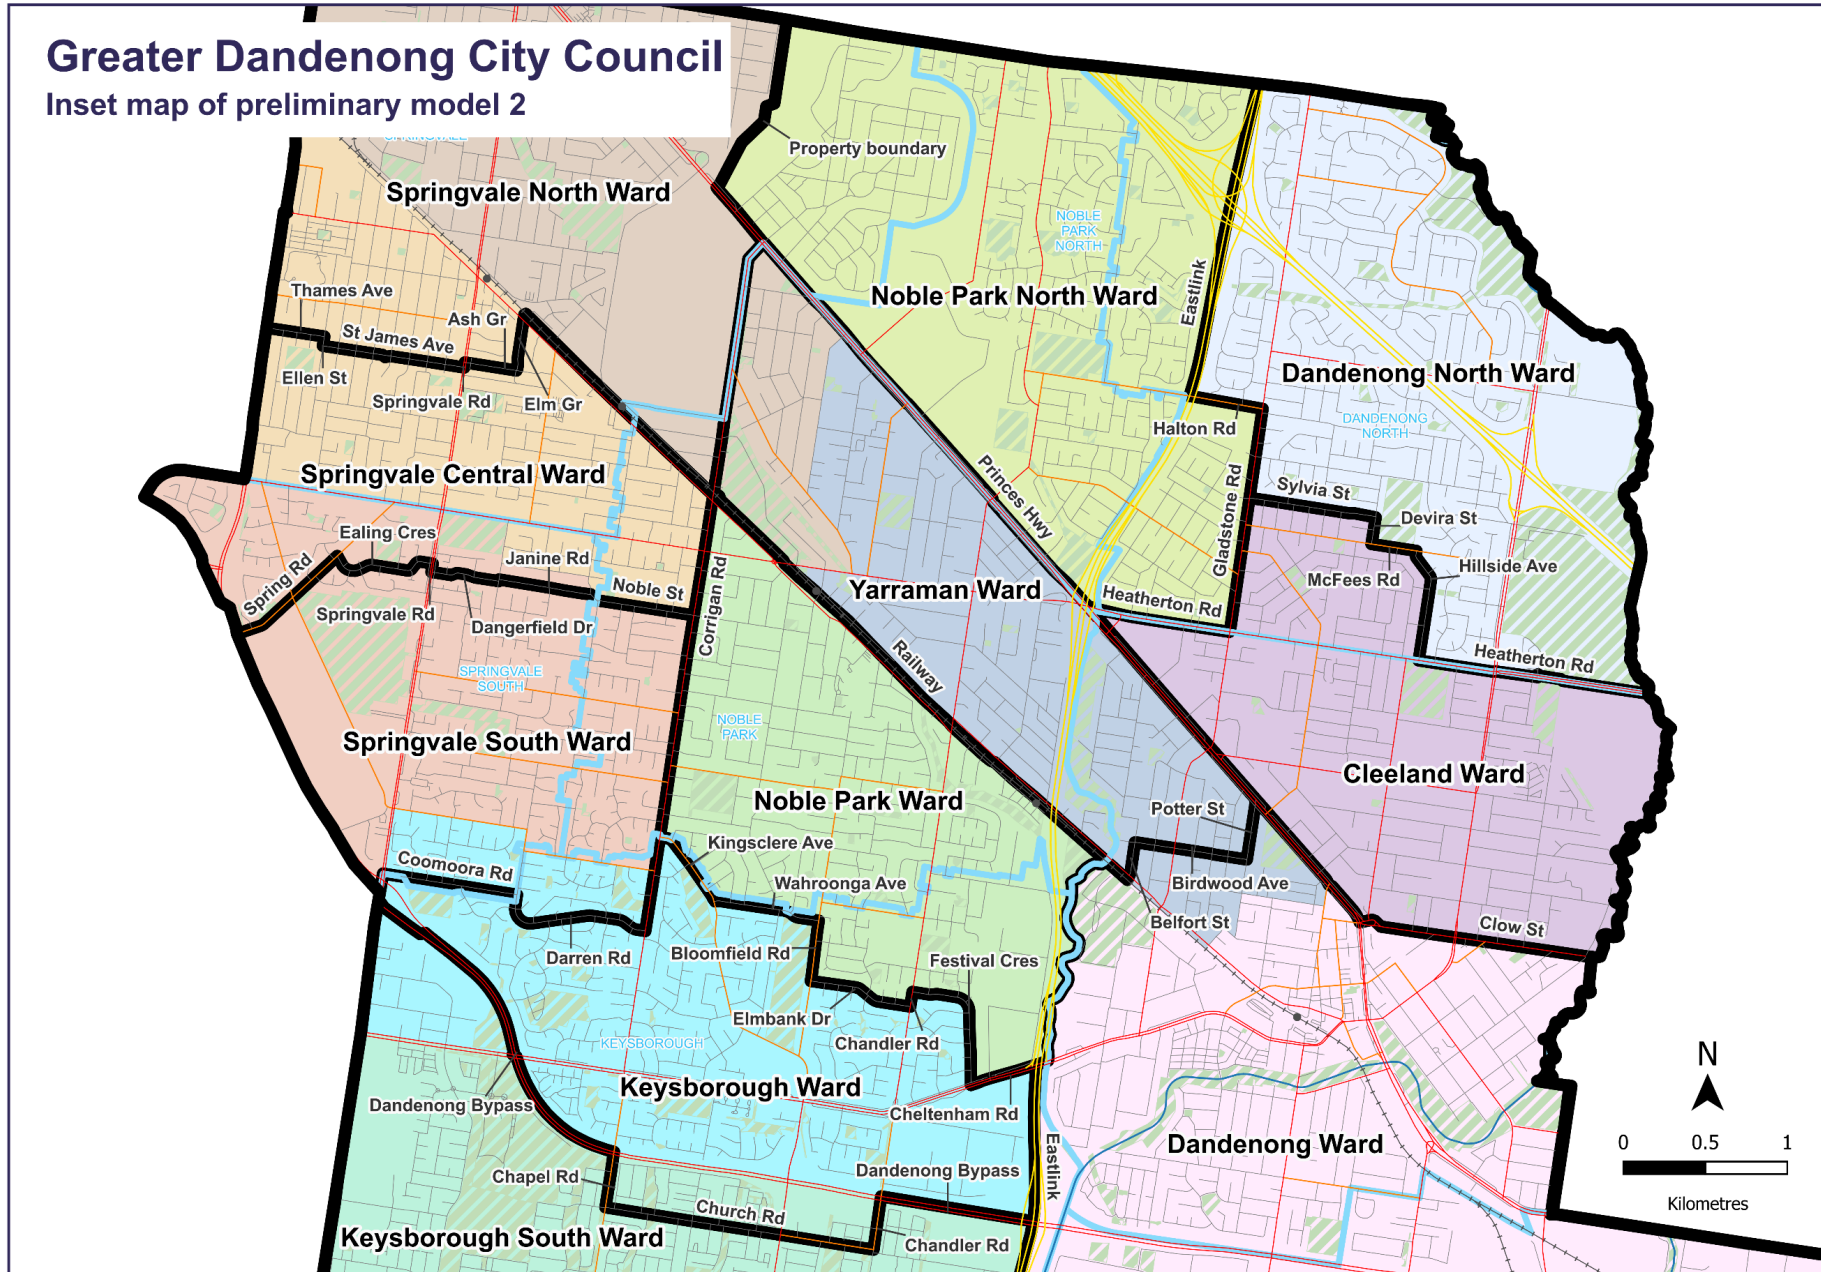 Greater Dandenong City Council
Inset map of preliminary model 2
SPRINGVALE
Property boundary
Springvale North Ward
NOBLE
PARK
NORTH
Thames Ave
Ash Gr
St James Ave
Noble Park North Ward
Eastlink
Ellen St
Springvale Rd
Elm Gr
Dandenong North Ward
DANDENONG
NORTH
Halton Rd
Springvale Central Ward
Princes Hwy
Gladstone Rd
Sylvia St
Devira St
Ealing Cres
Janine Rd
Spring Rd
Noble St
Corrigan Rd
Yarraman Ward
McFees Rd
Hillside Ave
Heatherton Rd
Springvale Rd
Dangerfield Dr
Railway
Heatherton Rd
SPRINGVALE
SOUTH
NOBLE
PARK
Springvale South Ward
Cleeland Ward
Noble Park Ward
Potter St
Kingsclere Ave
Coomoora Rd
Wahroonga Ave
Birdwood Ave
Belfort St
Clow St
Darren Rd
Bloomfield Rd
Festival Cres
Elmbank Dr
Chandler Rd
KEYSBOROUGH
Keysborough Ward
Dandenong Bypass
Cheltenham Rd
Dandenong Ward
Eastlink
Chapel Rd
Dandenong Bypass
Church Rd
Keysborough South Ward
Chandler Rd
N
0 0.5 1
Kilometres